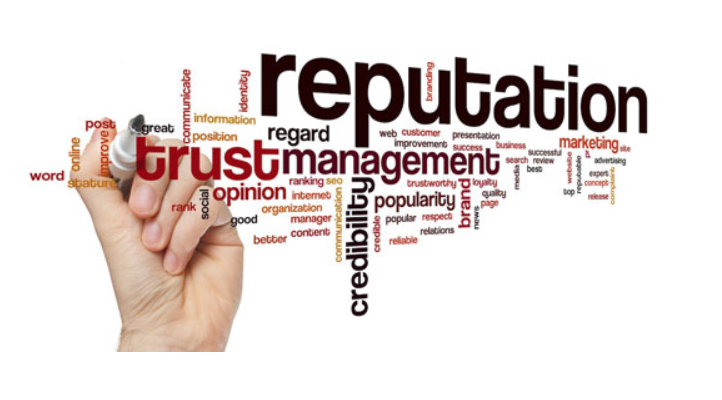 reputation
communicate
identity
branding
post
great
information
position
regard
web
customer
presentation
improvement
success
business
marketing
site
online
improve
trust
management
search
successful
review
best
website
pr
advertising
word
stature
opinion
ranking
seo
internet
trustworthy
loyalty
quality
page
media
expert
concept
top
reputable
release
complaints
rank
social
good
organization
manager
communication
credibility
popularity
popular
respect
brand
news
better
content
credible
relations
reliable